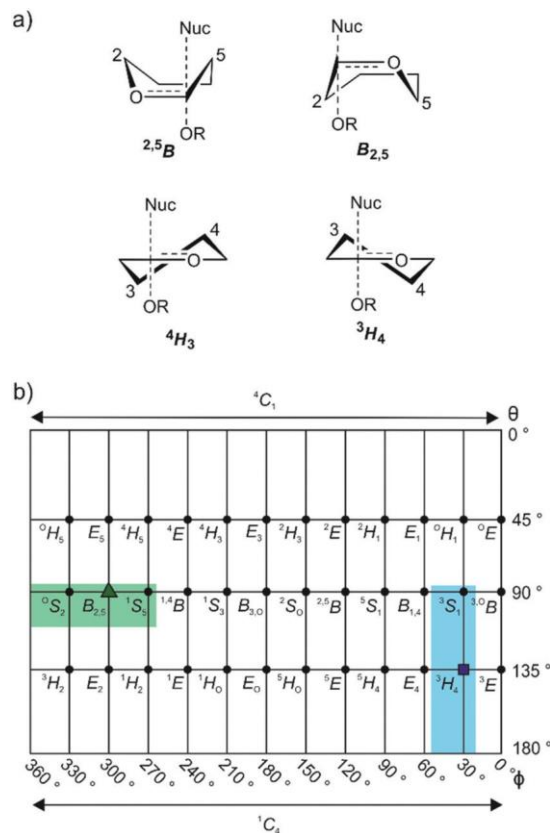 a)
Nuc
2
5
O
OR
²,⁵B
Nuc
O
2
5
OR
B₂,₅
Nuc
4
O
3
OR
⁴H₃
Nuc
3
O
4
OR
³H₄
b)
⁴C₁
θ
0 °
45 °
ᴼH₅ E₅ ⁴H₅ ⁴E ⁴H₃ E₃ ²H₃ ²E ²H₁ E₁ ᴼH₁ ᴼE
90 °
ᴼS₂ B₂,₅ ¹S₅ ¹,⁴B ¹S₃ B₃,O ²S₀ ²,⁵B ⁵S₁ B₁,₄ ³S₁ ³,ᴼB
135 °
³H₂ E₂ ¹H₂ ¹E ¹H₀ E₀ ⁵H₀ ⁵E ⁵H₄ E₄ ³H₄ ³E
180 °
360 ° 330 ° 300 ° 270 ° 240 ° 210 ° 180 ° 150 ° 120 ° 90 ° 60 ° 30 ° 0 ° ϕ
¹C₄